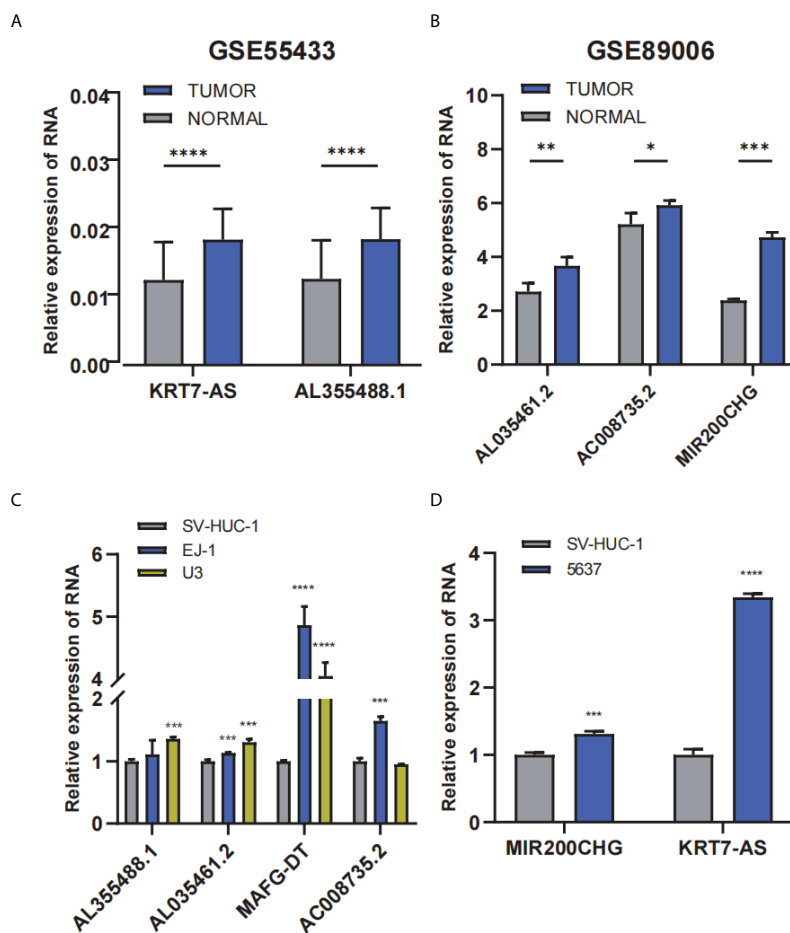 A
GSE55433
Relative expression of RNA
0.04
0.03
0.02
0.01
0.00
TUMOR
NORMAL
**** ****
KRT7-AS AL355488.1
B
GSE89006
Relative expression of RNA
10
8
6
4
2
0
TUMOR
NORMAL
** * ***
AL035461.2 AC008735.2 MIR200CHG
C
SV-HUC-1
EJ-1
U3
Relative expression of RNA
6
5
4
2
1
0
*** *** *** **** **** ***
AL355488.1 AL035461.2 MAFG-DT AC008735.2
D
SV-HUC-1
5637
Relative expression of RNA
4
3
2
1
0
*** ****
MIR200CHG KRT7-AS